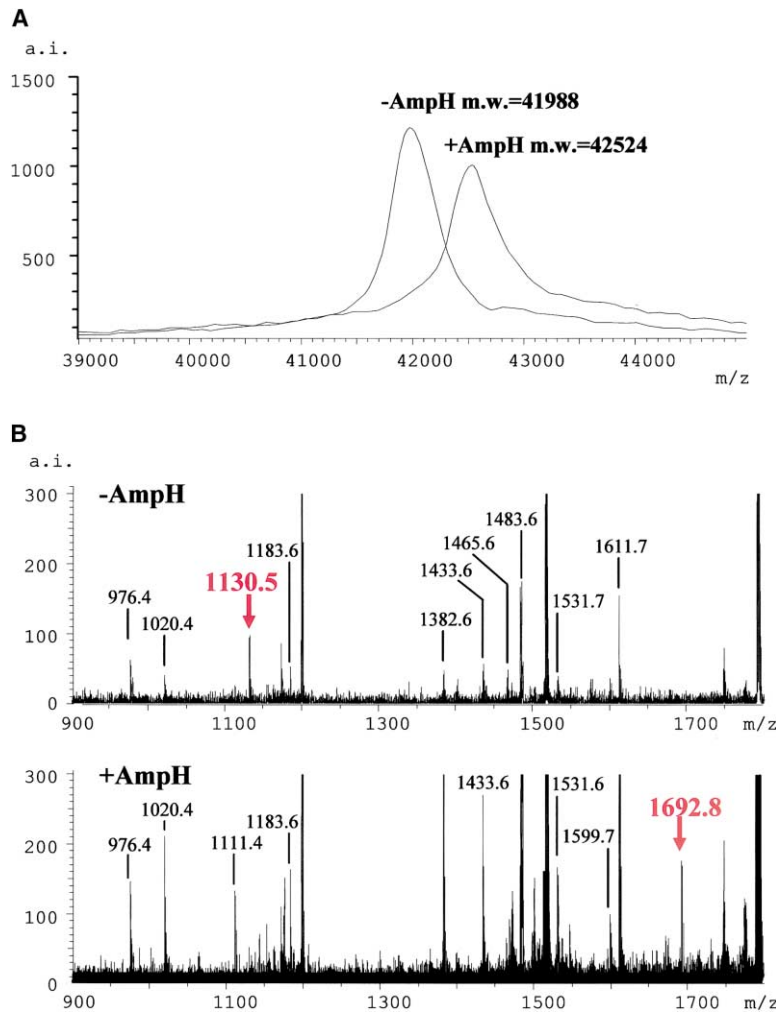 A
a.i.
1500
-AmpH m.w.=41988
+AmpH m.w.=42524
1000
500
39000 40000 41000 42000 43000 44000
m/z
B
a.i.
300
-AmpH
1483.6
1465.6
1611.7
200
1183.6
1433.6
1130.5
976.4
1531.7
1020.4
1382.6
100
0
900 1100 1300 1500 1700 m/z
300
+AmpH
1020.4
1433.6
1531.6
1692.8
1183.6
200
976.4
1111.4
1599.7
100
0
900 1100 1300 1500 1700 m/z